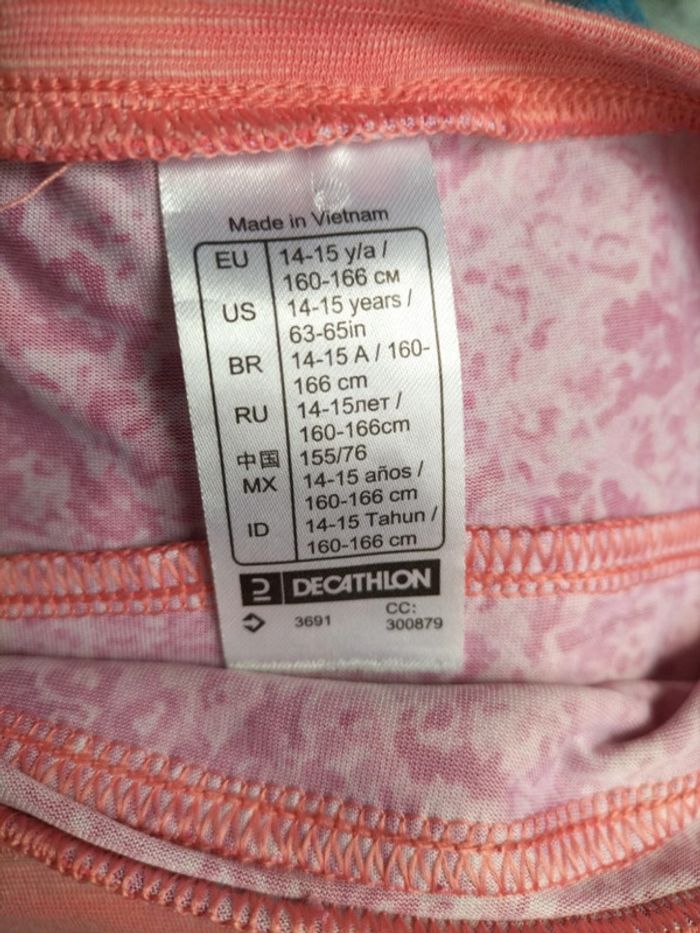 Made in Vietnam
EU 14-15 y/a /
160-166 см
US 14-15 years /
63-65in
BR 14-15 A / 160-
166 cm
RU 14-15лет /
160-166cm
中国 155/76
MX 14-15 años /
160-166 cm
ID 14-15 Tahun /
160-166 cm
DECATHLON
3691 CC:
300879